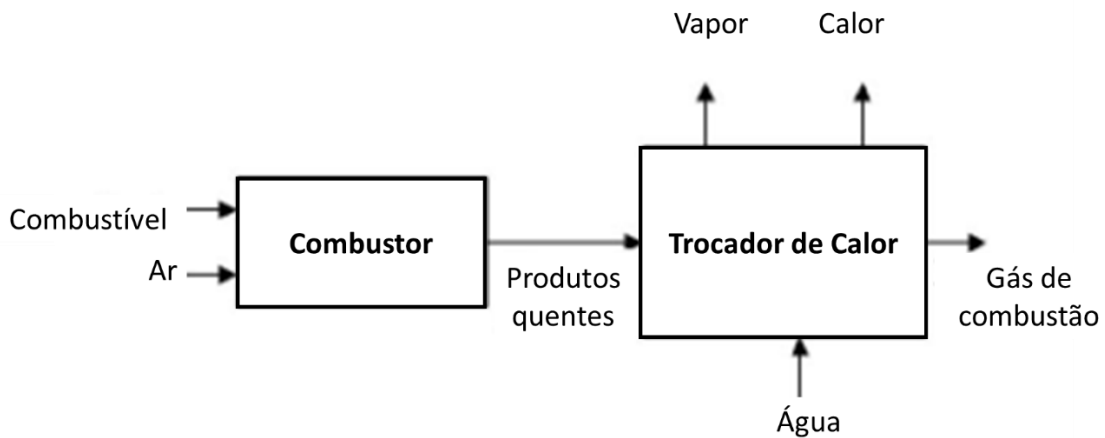 Vapor
Calor
Combustível
Ar
Combustor
Produtos
quentes
Trocador de Calor
Gás de
combustão
Água